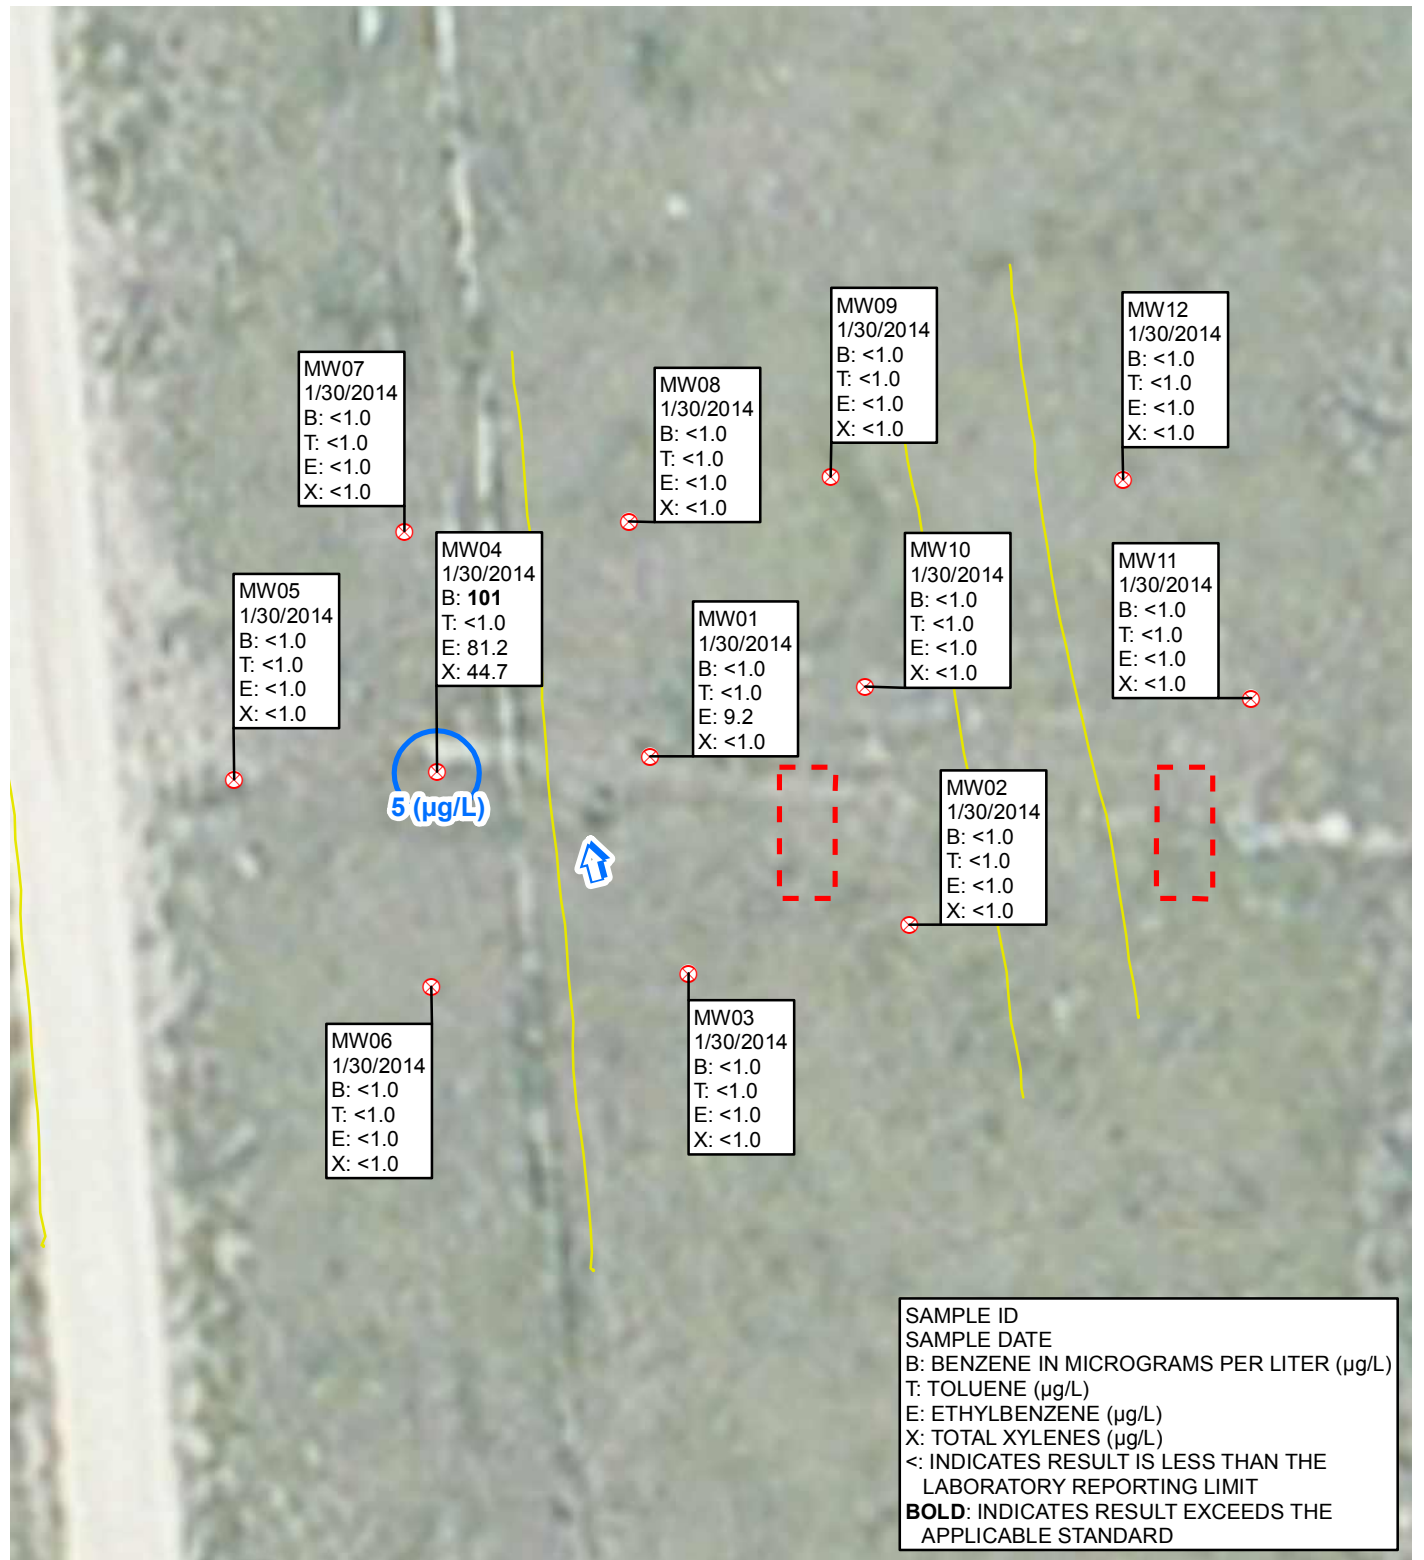 MW09
1/30/2014
B: <1.0
T: <1.0
E: <1.0
X: <1.0
MW12
1/30/2014
B: <1.0
T: <1.0
E: <1.0
X: <1.0
MW07
1/30/2014
B: <1.0
T: <1.0
E: <1.0
X: <1.0
MW08
1/30/2014
B: <1.0
T: <1.0
E: <1.0
X: <1.0
MW04
1/30/2014
B: 101
T: <1.0
E: 81.2
X: 44.7
MW10
1/30/2014
B: <1.0
T: <1.0
E: <1.0
X: <1.0
MW11
1/30/2014
B: <1.0
T: <1.0
E: <1.0
X: <1.0
MW05
1/30/2014
B: <1.0
T: <1.0
E: <1.0
X: <1.0
MW01
1/30/2014
B: <1.0
T: <1.0
E: 9.2
X: <1.0
5 (µg/L)
MW02
1/30/2014
B: <1.0
T: <1.0
E: <1.0
X: <1.0
MW03
1/30/2014
B: <1.0
T: <1.0
E: <1.0
X: <1.0
MW06
1/30/2014
B: <1.0
T: <1.0
E: <1.0
X: <1.0
SAMPLE ID
SAMPLE DATE
B: BENZENE IN MICROGRAMS PER LITER (µg/L)
T: TOLUENE (µg/L)
E: ETHYLBENZENE (µg/L)
X: TOTAL XYLENES (µg/L)
<: INDICATES RESULT IS LESS THAN THE
LABORATORY REPORTING LIMIT
BOLD: INDICATES RESULT EXCEEDS THE
APPLICABLE STANDARD